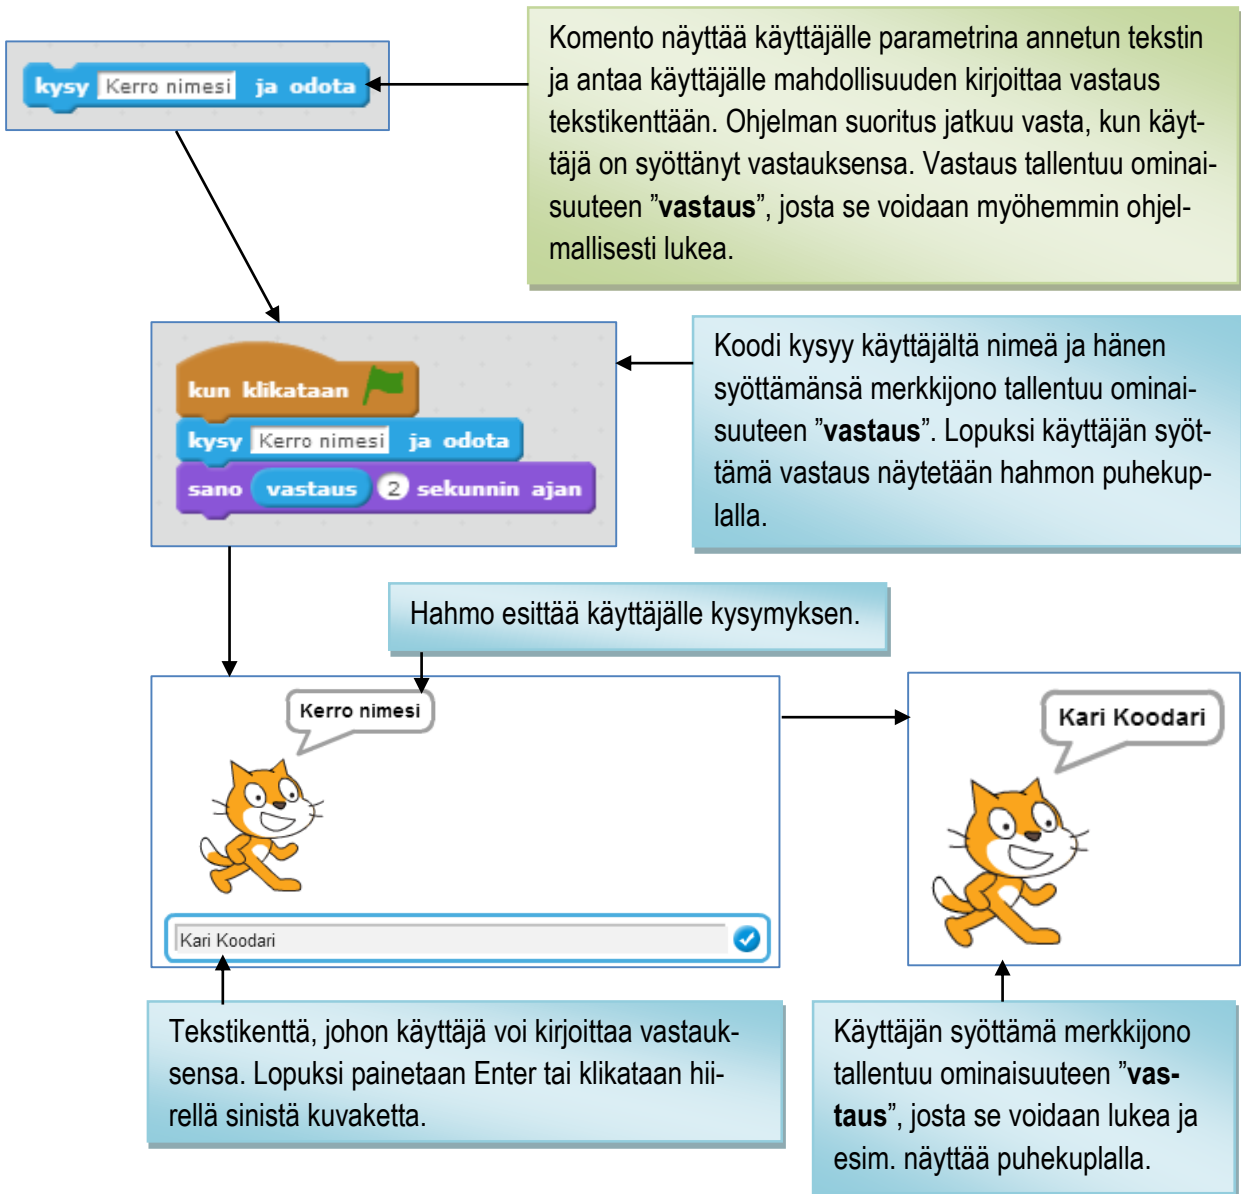 kysy Kerro nimesi ja odota
Komento näyttää käyttäjälle parametrina annetun tekstin
ja antaa käyttäjälle mahdollisuuden kirjoittaa vastaus
tekstikenttään. Ohjelman suoritus jatkuu vasta, kun käyt-
täjä on syöttänyt vastauksensa. Vastaus tallentuu ominai-
suuteen ”vastaus”, josta se voidaan myöhemmin ohjel-
mallisesti lukea.
kun klikataan
kysy Kerro nimesi ja odota
sano vastaus 2 sekunnin ajan
Koodi kysyy käyttäjältä nimeä ja hänen
syöttämänsä merkkijono tallentuu ominai-
suuteen ”vastaus”. Lopuksi käyttäjän syöt-
tämä vastaus näytetään hahmon puhekup-
lalla.
Hahmo esittää käyttäjälle kysymyksen.
Kerro nimesi
Kari Koodari
Kari Koodari
Tekstikenttä, johon käyttäjä voi kirjoittaa vastauk-
sensa. Lopuksi painetaan Enter tai klikataan hii-
rellä sinistä kuvaketta.
Käyttäjän syöttämä merkkijono
tallentuu ominaisuuteen ”vas-
taus”, josta se voidaan lukea ja
esim. näyttää puhekuplalla.